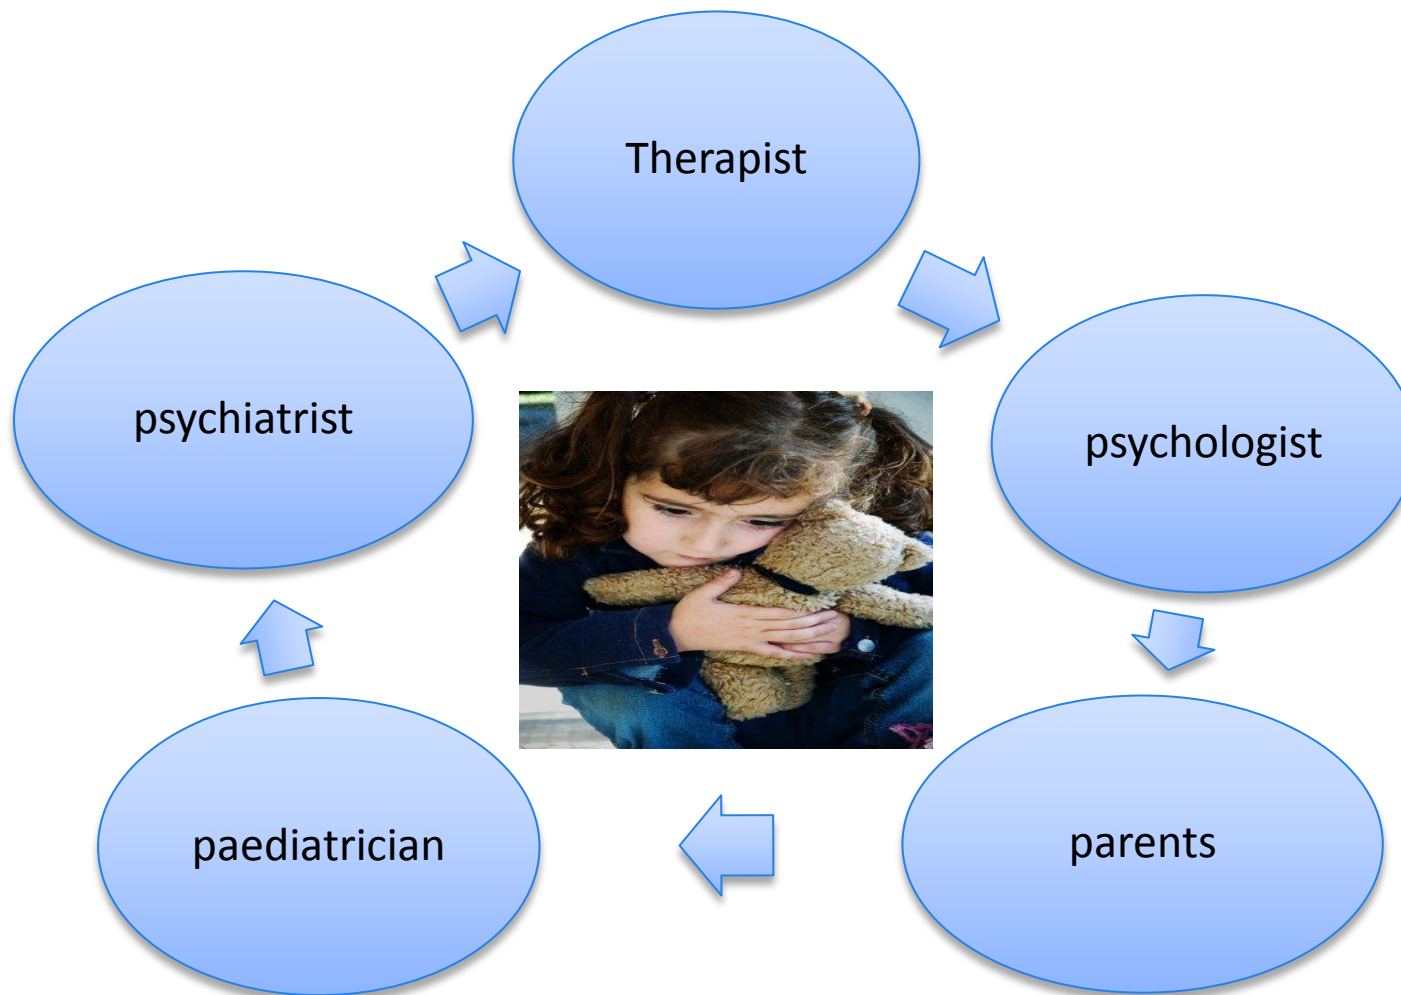 Therapist
psychiatrist
psychologist
paediatrician
parents